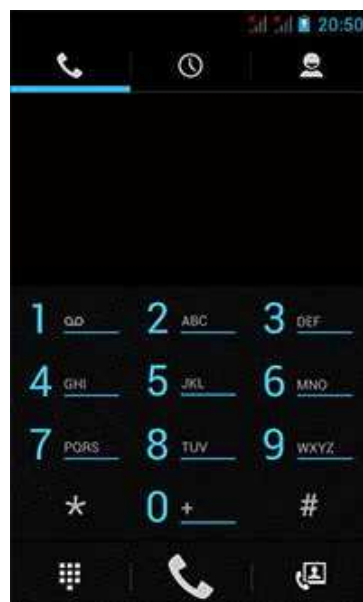 20:50
1 2 ABC 3 DEF
4 GHI 5 JKL 6 MNO
7 PQRS 8 TUV 9 WXYZ
* 0 + #